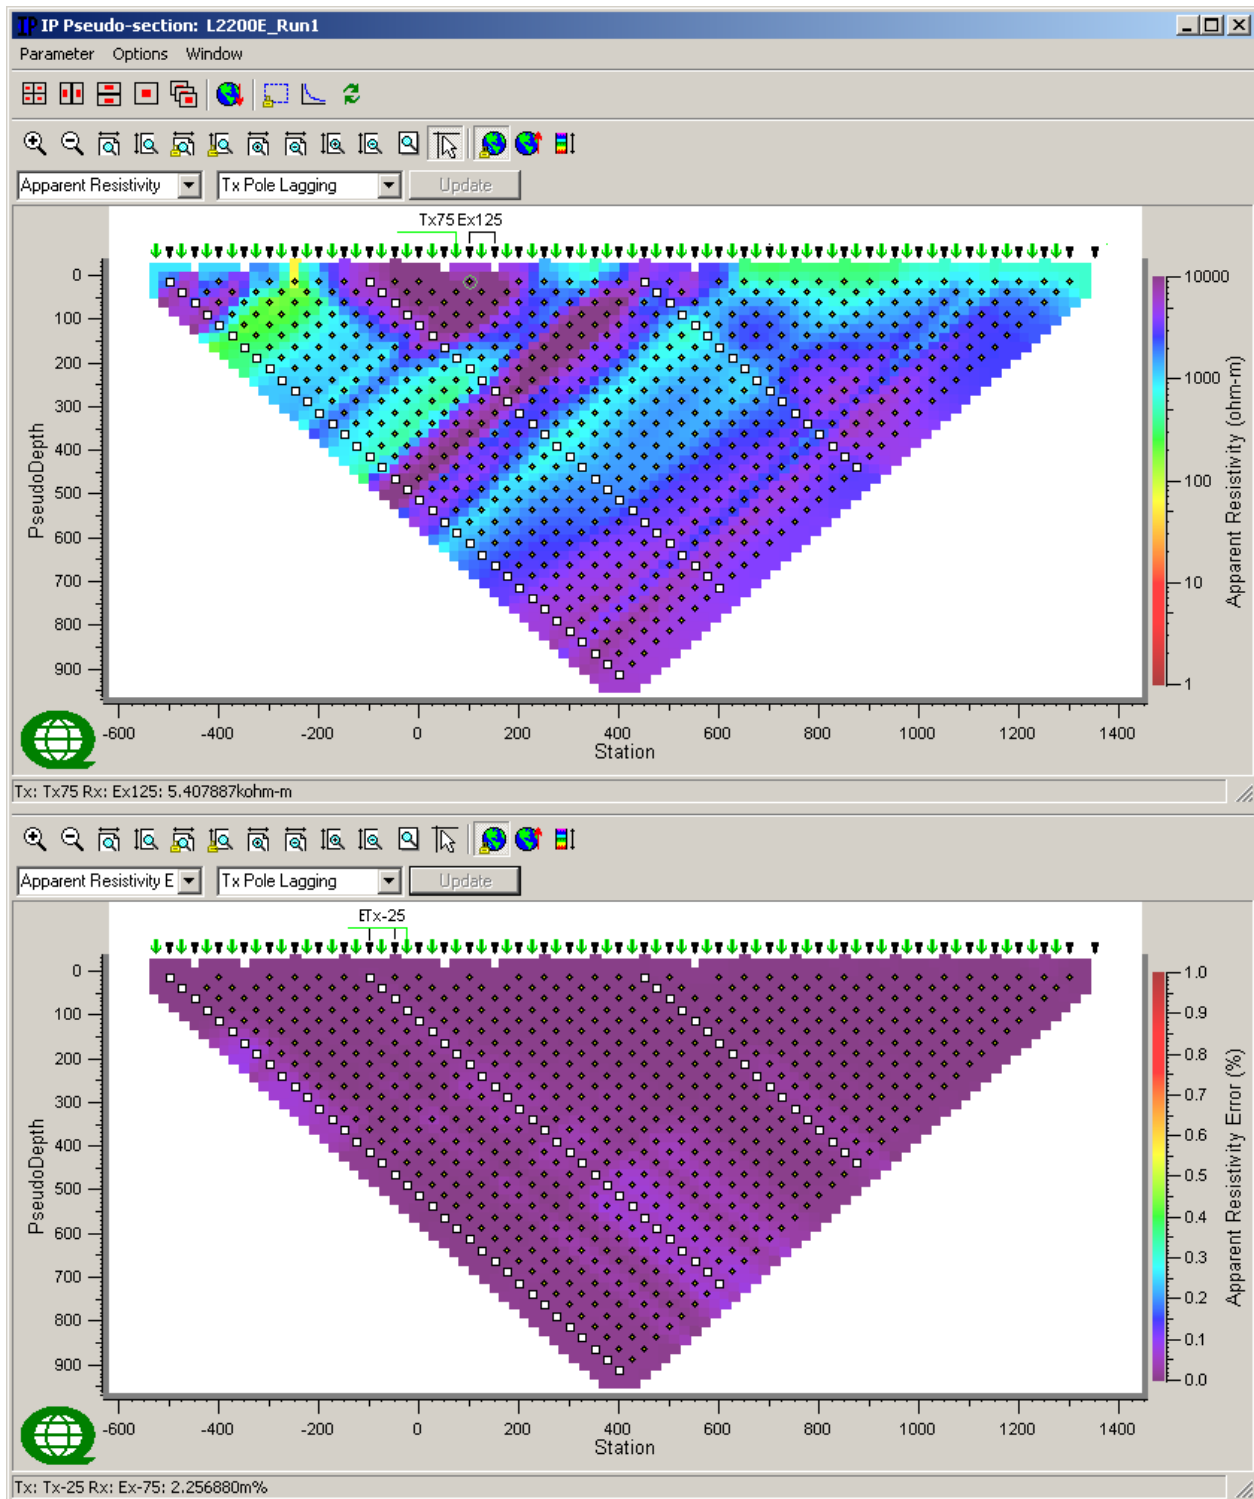 IP Pseudo-section: L2200E_Run1
Parameter Options Window
Apparent Resistivity Tx Pole Lagging Update
Tx75 Ex125
0
100
200
300
400
500
600
700
800
900
PseudoDepth
10000
1000
100
10
1
Apparent Resistivity (ohm-m)
-600 -400 -200 0 200 400 600 800 1000 1200 1400
Station
Tx: Tx75 Rx: Ex125: 5.407887kohm-m
Apparent Resistivity E Tx Pole Lagging Update
ETx-25
0
100
200
300
400
500
600
700
800
900
PseudoDepth
1.0
0.9
0.8
0.7
0.6
0.5
0.4
0.3
0.2
0.1
0.0
Apparent Resistivity Error (%)
-600 -400 -200 0 200 400 600 800 1000 1200 1400
Station
Tx: Tx-25 Rx: Ex-75: 2.256880m%